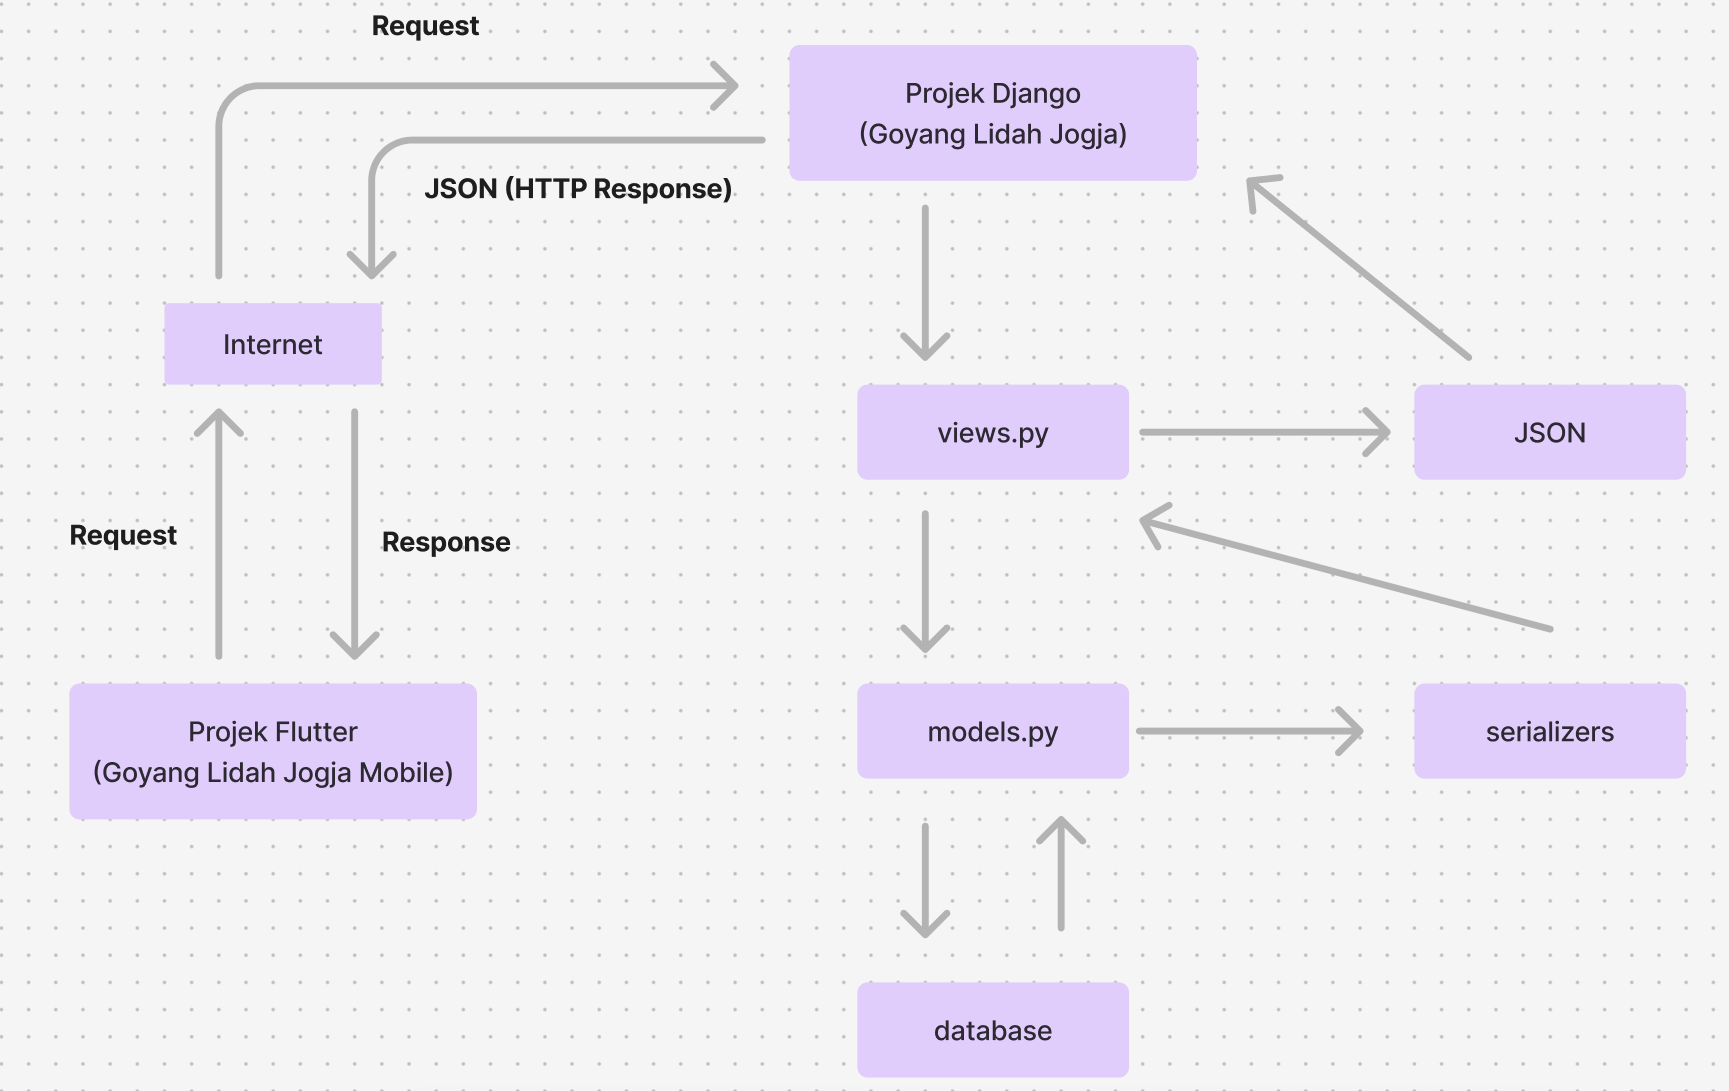 Request
Projek Django
(Goyang Lidah Jogja)
JSON (HTTP Response)
Internet
views.py
JSON
Request
Response
Projek Flutter
(Goyang Lidah Jogja Mobile)
models.py
serializers
database